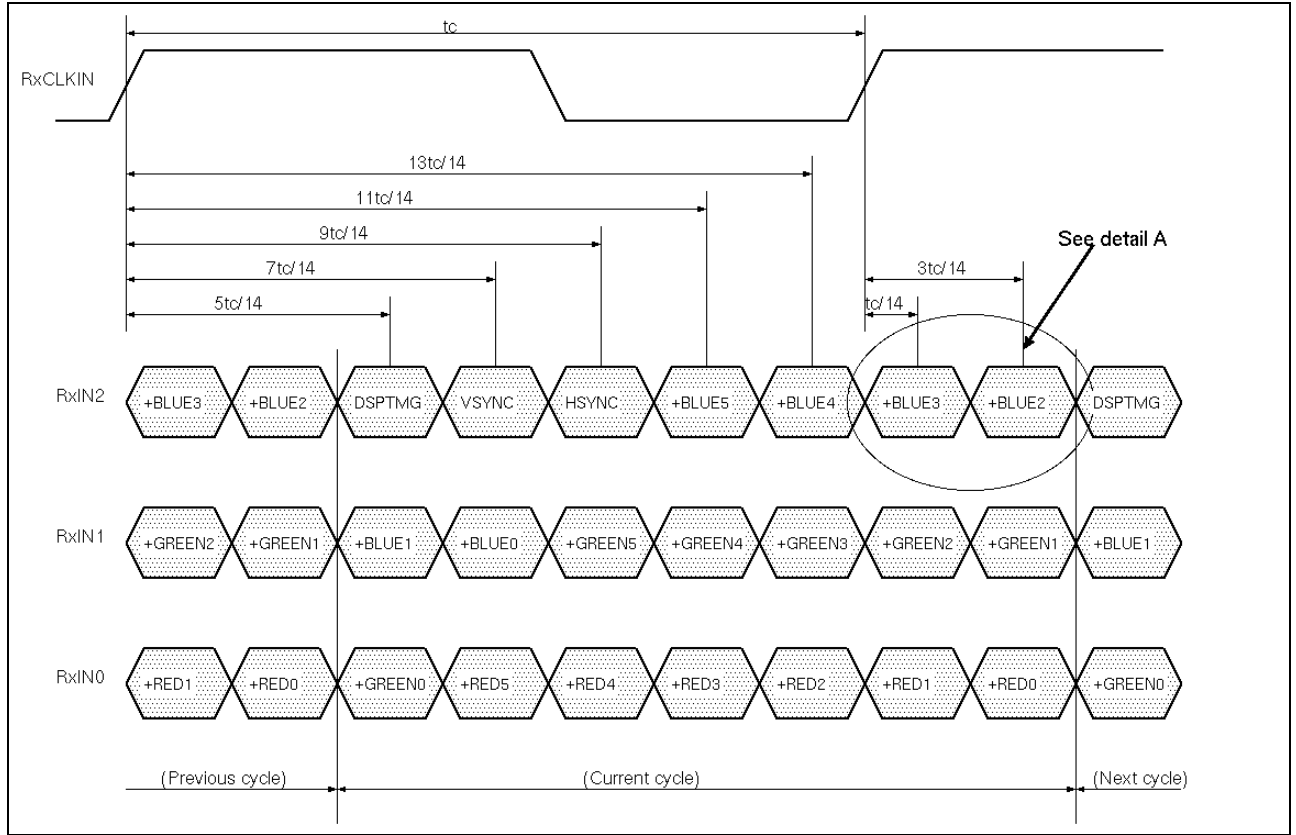 tc
RxCLKIN
13tc/14
11tc/14
9tc/14
See detail A
7tc/14
3tc/14
5tc/14
tc/14
RxIN2 +BLUE3 +BLUE2 DSPTMG VSYNC HSYNC +BLUE5 +BLUE4 +BLUE3 +BLUE2 DSPTMG
RxIN1 +GREEN2 +GREEN1 +BLUE1 +BLUE0 +GREEN5 +GREEN4 +GREEN3 +GREEN2 +GREEN1 +BLUE1
RxIN0 +RED1 +RED0 +GREEN0 +RED5 +RED4 +RED3 +RED2 +RED1 +RED0 +GREEN0
(Previous cycle) (Current cycle) (Next cycle)